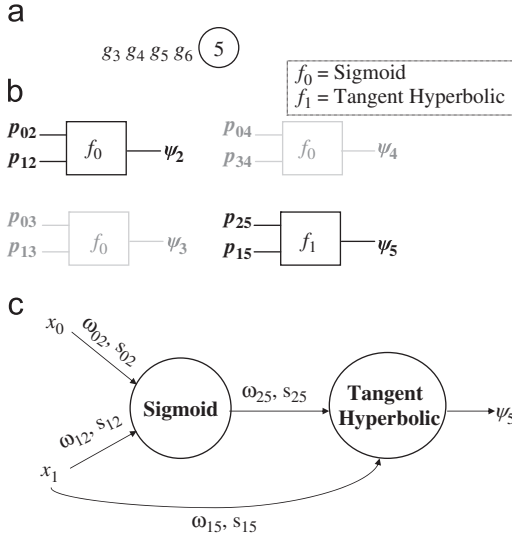 a
g₃ g₄ g₅ g₆ 5
f₀ = Sigmoid
f₁ = Tangent Hyperbolic
b
p₀₂
p₁₂
f₀
ψ₂
p₀₄
p₃₄
f₀
ψ₄
p₀₃
p₁₃
f₀
ψ₃
p₂₅
p₁₅
f₁
ψ₅
c
x₀
ω₀₂, s₀₂
ω₁₂, s₁₂
x₁
Sigmoid
ω₂₅, s₂₅
Tangent
Hyperbolic
ψ₅
ω₁₅, s₁₅